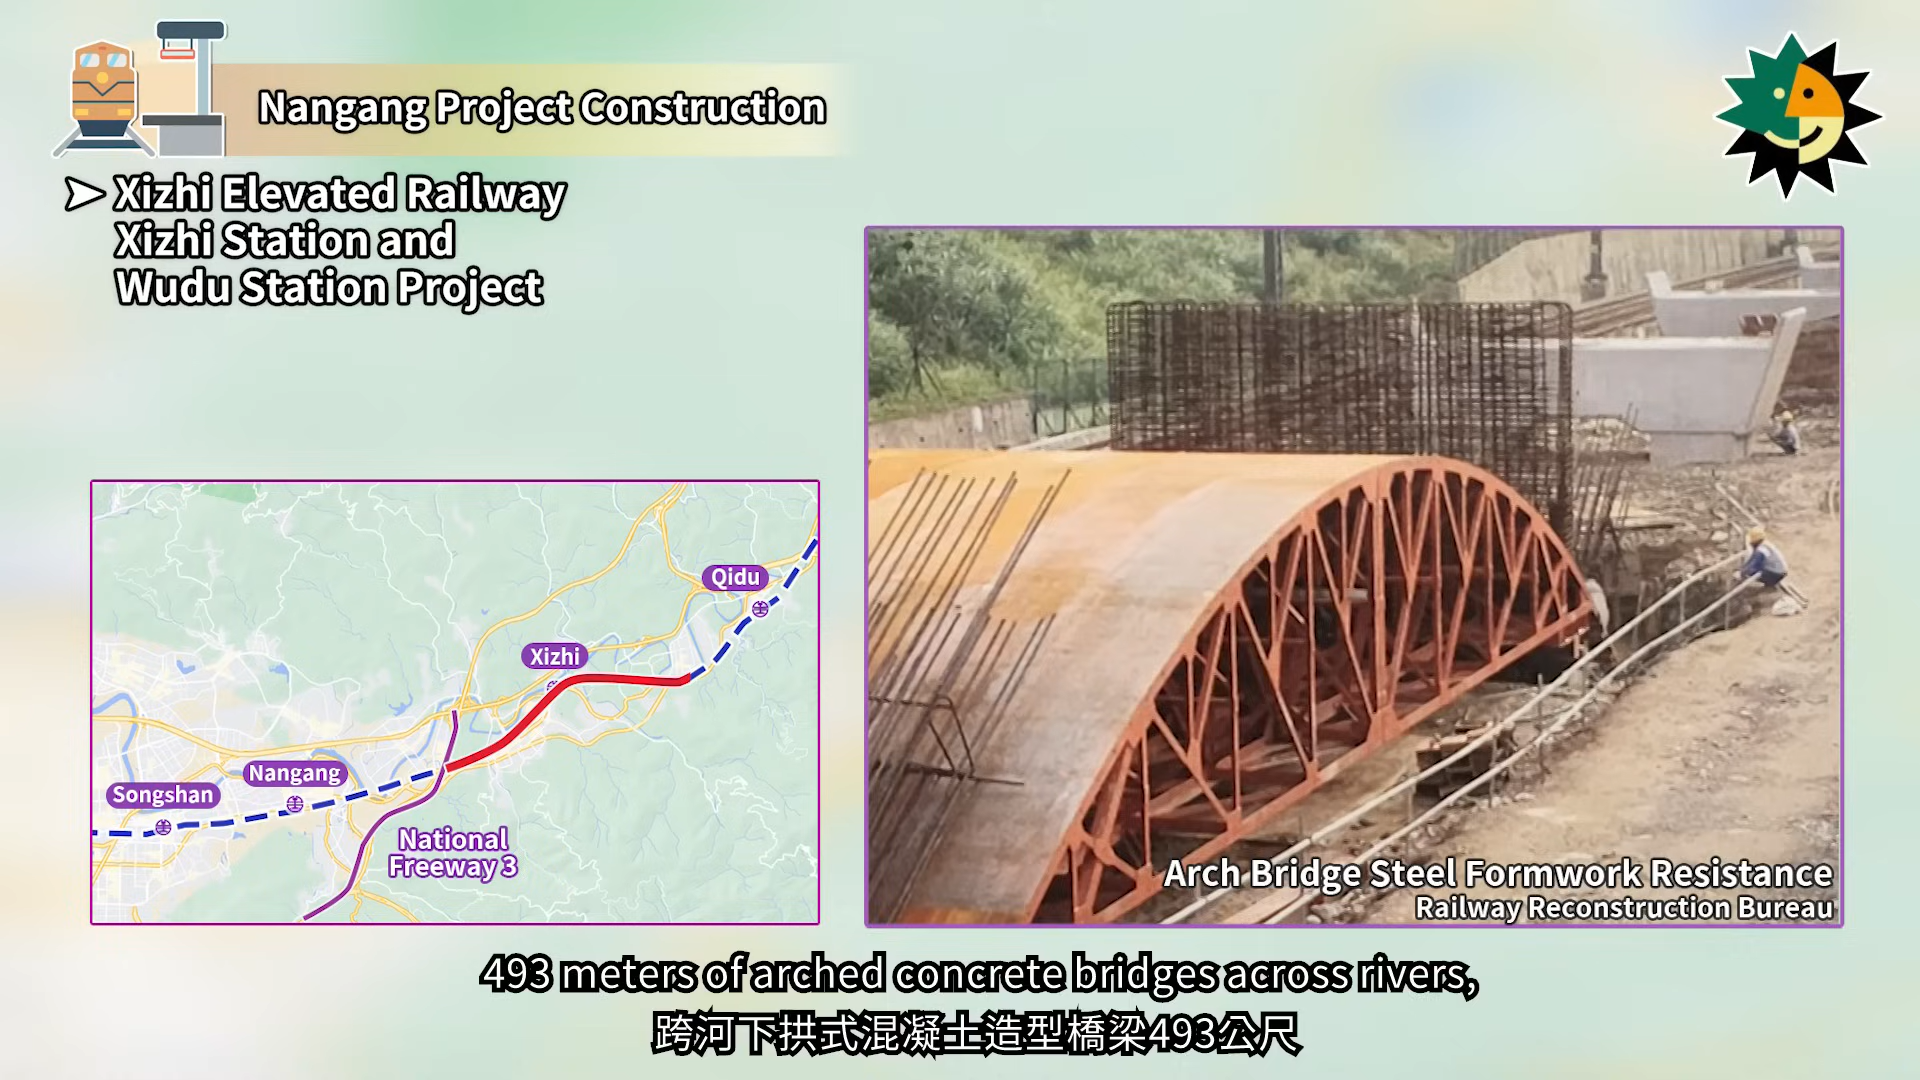 Nangang Project Construction
➤ Xizhi Elevated Railway
Xizhi Station and
Wudu Station Project
Qidu
Xizhi
Nangang
Songshan
National
Freeway 3
Arch Bridge Steel Formwork Resistance
Railway Reconstruction Bureau
493 meters of arched concrete bridges across rivers,
跨河下拱式混凝土造型橋梁493公尺